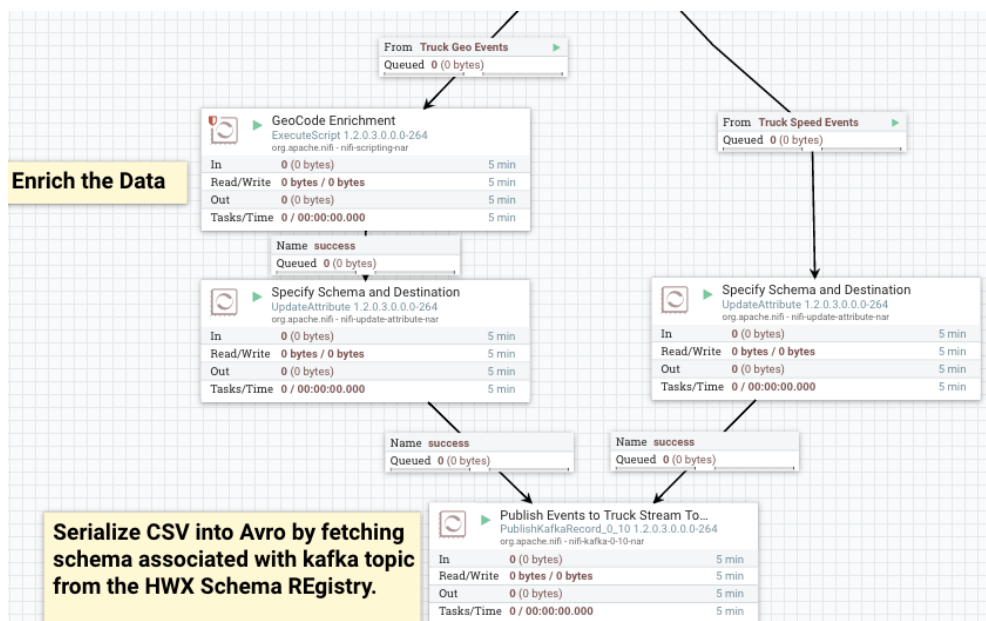 From Truck Geo Events
Queued 0 (0 bytes)
From Truck Speed Events
Queued 0 (0 bytes)
GeoCode Enrichment
ExecuteScript 1.2.0.3.0.0.0-264
org.apache.nifi - nifi-scripting-nar
In 0 (0 bytes) 5 min
Read/Write 0 bytes / 0 bytes 5 min
Out 0 (0 bytes) 5 min
Tasks/Time 0 / 00:00:00.000 5 min
Enrich the Data
Name success
Queued 0 (0 bytes)
Specify Schema and Destination
UpdateAttribute 1.2.0.3.0.0.0-264
org.apache.nifi - nifi-update-attribute-nar
In 0 (0 bytes) 5 min
Read/Write 0 bytes / 0 bytes 5 min
Out 0 (0 bytes) 5 min
Tasks/Time 0 / 00:00:00.000 5 min
Specify Schema and Destination
UpdateAttribute 1.2.0.3.0.0.0-264
org.apache.nifi - nifi-update-attribute-nar
In 0 (0 bytes) 5 min
Read/Write 0 bytes / 0 bytes 5 min
Out 0 (0 bytes) 5 min
Tasks/Time 0 / 00:00:00.000 5 min
Name success
Queued 0 (0 bytes)
Name success
Queued 0 (0 bytes)
Serialize CSV into Avro by fetching
schema associated with kafka topic
from the HWX Schema REgistry.
Publish Events to Truck Stream To...
PublishKafkaRecord_0_10 1.2.0.3.0.0.0-264
org.apache.nifi - nifi-kafka-0-10-nar
In 0 (0 bytes) 5 min
Read/Write 0 bytes / 0 bytes 5 min
Out 0 (0 bytes) 5 min
Tasks/Time 0 / 00:00:00.000 5 min